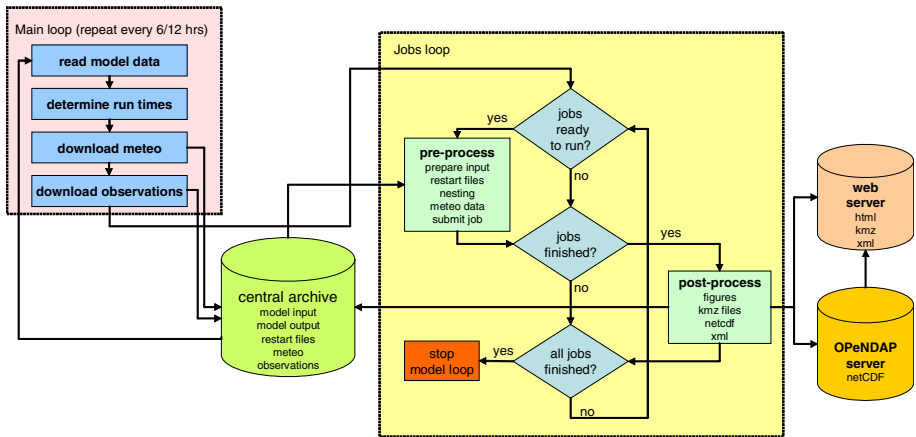 Main loop (repeat every 6/12 hrs)
read model data
determine run times
download meteo
download observations
central archive
model input
model output
restart files
meteo
observations
Jobs loop
jobs
ready
to run?
yes
no
pre-process
prepare input
restart files
nesting
meteo data
submit job
jobs
finished?
yes
no
post-process
figures
kmz files
netcdf
xml
all jobs
finished?
yes
no
stop
model loop
web
server
html
kmz
xml
OPeNDAP
server
netCDF